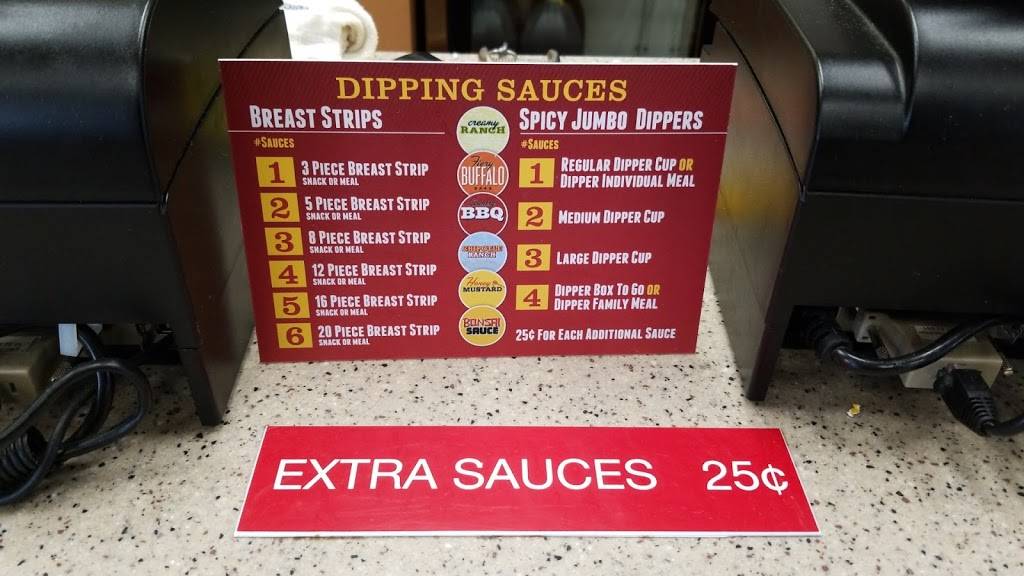 DIPPING SAUCES
BREAST STRIPS
#SAUCES
1 3 PIECE BREAST STRIP
SNACK OR MEAL
2 5 PIECE BREAST STRIP
SNACK OR MEAL
3 8 PIECE BREAST STRIP
SNACK OR MEAL
4 12 PIECE BREAST STRIP
SNACK OR MEAL
5 16 PIECE BREAST STRIP
SNACK OR MEAL
6 20 PIECE BREAST STRIP
SNACK OR MEAL
creamy
RANCH
Fiery
BUFFALO
BBQ
CHIPOTLE
RANCH
Honey
MUSTARD
BONSAI
SAUCE
SPICY JUMBO DIPPERS
#SAUCES
1 REGULAR DIPPER CUP OR
DIPPER INDIVIDUAL MEAL
2 MEDIUM DIPPER CUP
3 LARGE DIPPER CUP
4 DIPPER BOX TO GO OR
DIPPER FAMILY MEAL
25¢ FOR EACH ADDITIONAL SAUCE
EXTRA SAUCES 25¢